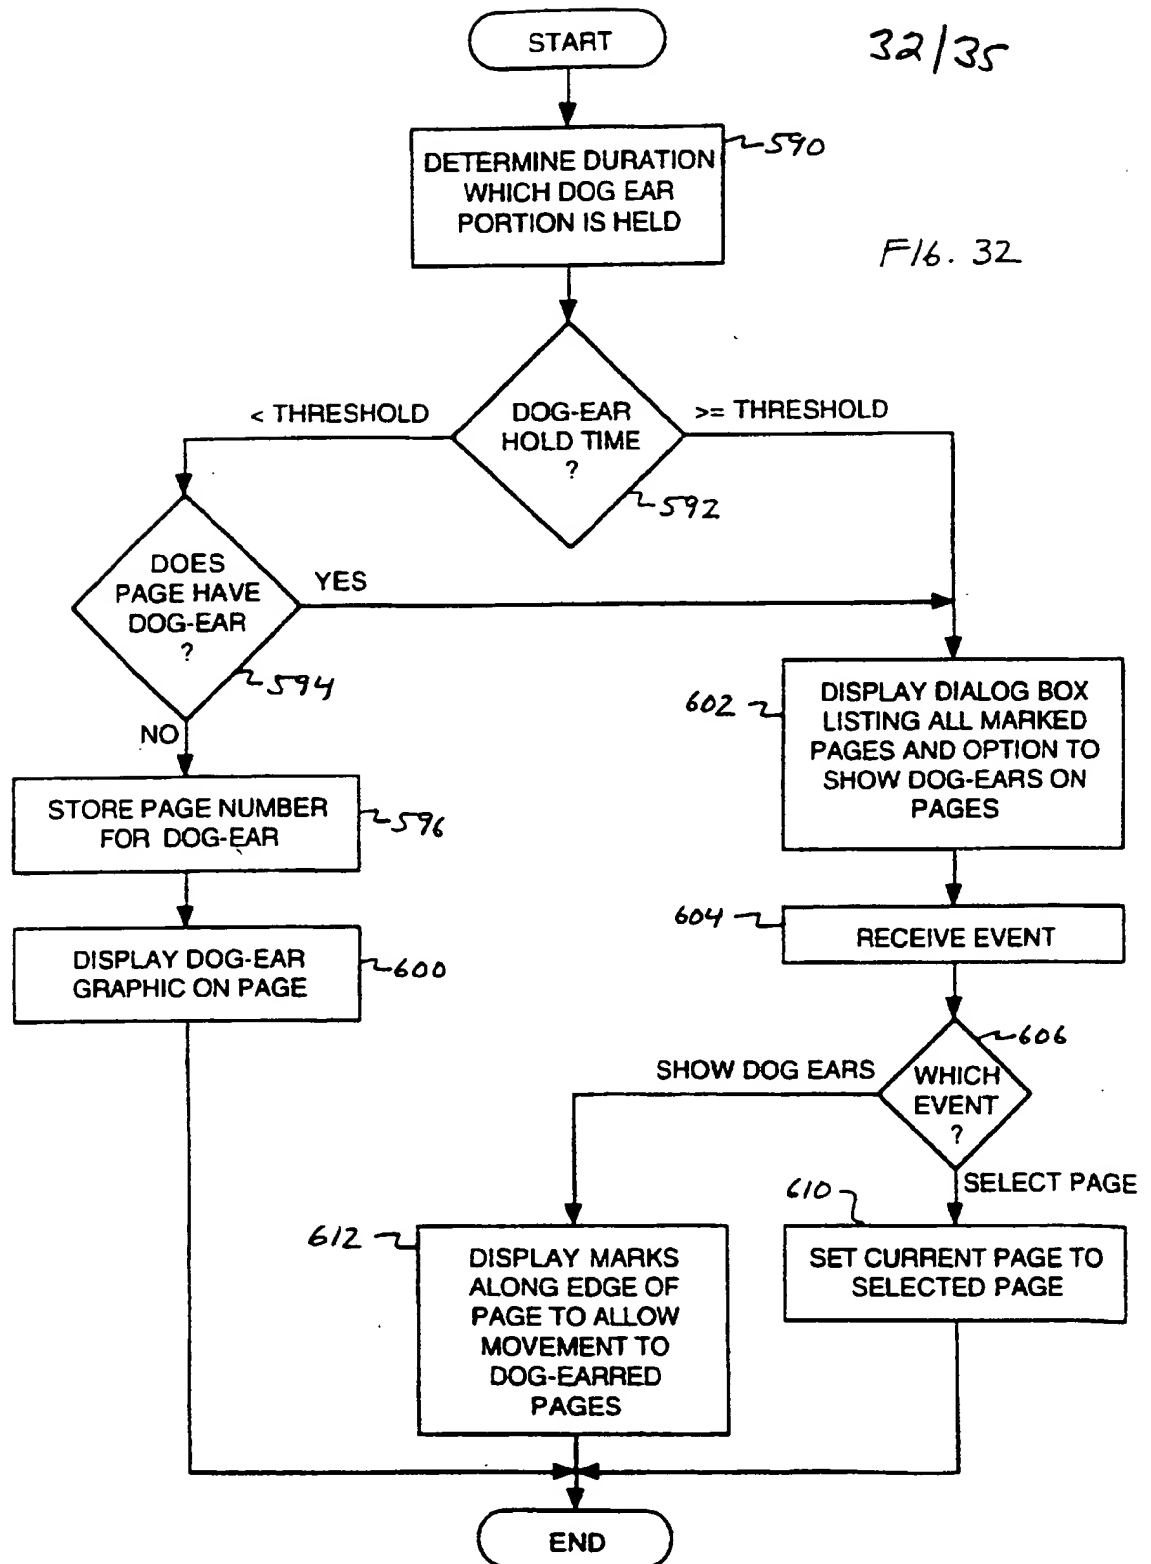 START
32/35
DETERMINE DURATION
WHICH DOG EAR
PORTION IS HELD
590
FIG. 32
< THRESHOLD
DOG-EAR
HOLD TIME
?
>= THRESHOLD
592
DOES
PAGE HAVE
DOG-EAR
?
YES
594
NO
602
DISPLAY DIALOG BOX
LISTING ALL MARKED
PAGES AND OPTION TO
SHOW DOG-EARS ON
PAGES
STORE PAGE NUMBER
FOR DOG-EAR
596
604
RECEIVE EVENT
DISPLAY DOG-EAR
GRAPHIC ON PAGE
600
606
SHOW DOG EARS
WHICH
EVENT
?
SELECT PAGE
610
612
DISPLAY MARKS
ALONG EDGE OF
PAGE TO ALLOW
MOVEMENT TO
DOG-EARRED
PAGES
SET CURRENT PAGE TO
SELECTED PAGE
END